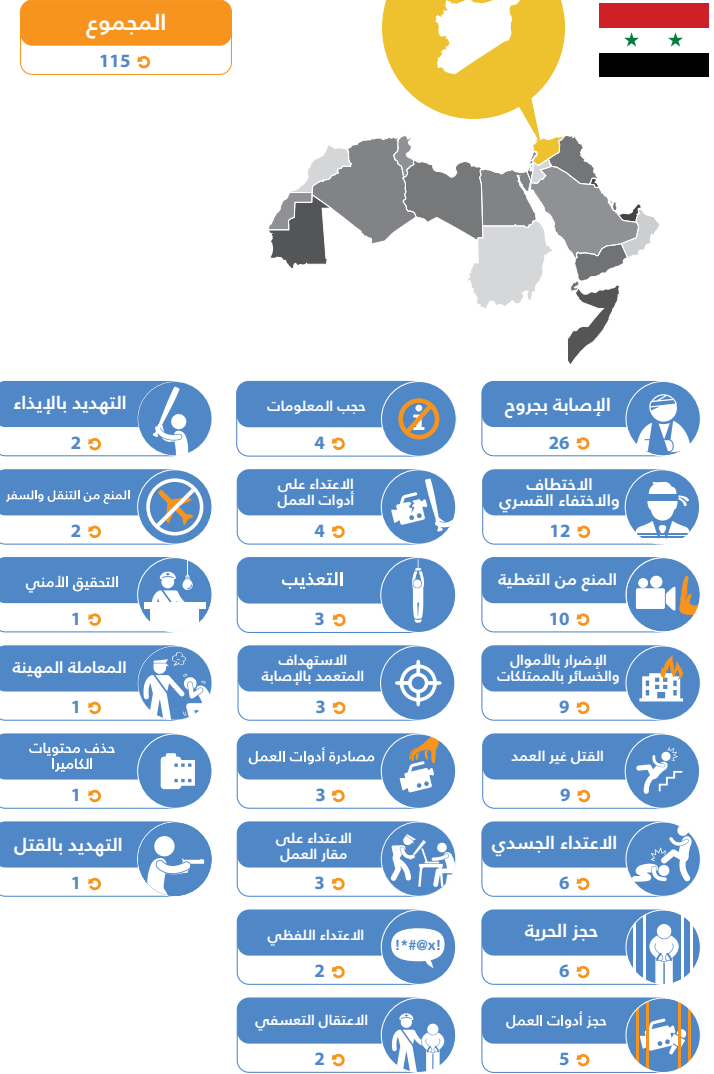 المجموع
115
الإصابة بجروح
26
الاختطاف
والاختفاء القسري
12
المنع من التغطية
10
الإضرار بالأموال
والخسائر بالممتلكات
9
القتل غير العمد
9
الاعتداء الجسدي
6
حجز الحرية
6
حجز أدوات العمل
5
حجب المعلومات
4
الاعتداء على
أدوات العمل
4
التعذيب
3
الاستهداف
المتعمد بالإصابة
3
مصادرة أدوات العمل
3
الاعتداء على
مقار العمل
3
الاعتداء اللفظي
!*#@x!
2
الاعتقال التعسفي
2
التهديد بالإيذاء
2
المنع من التنقل والسفر
2
التحقيق الأمني
1
المعاملة المهينة
1
حذف محتويات
الكاميرا
1
التهديد بالقتل
1